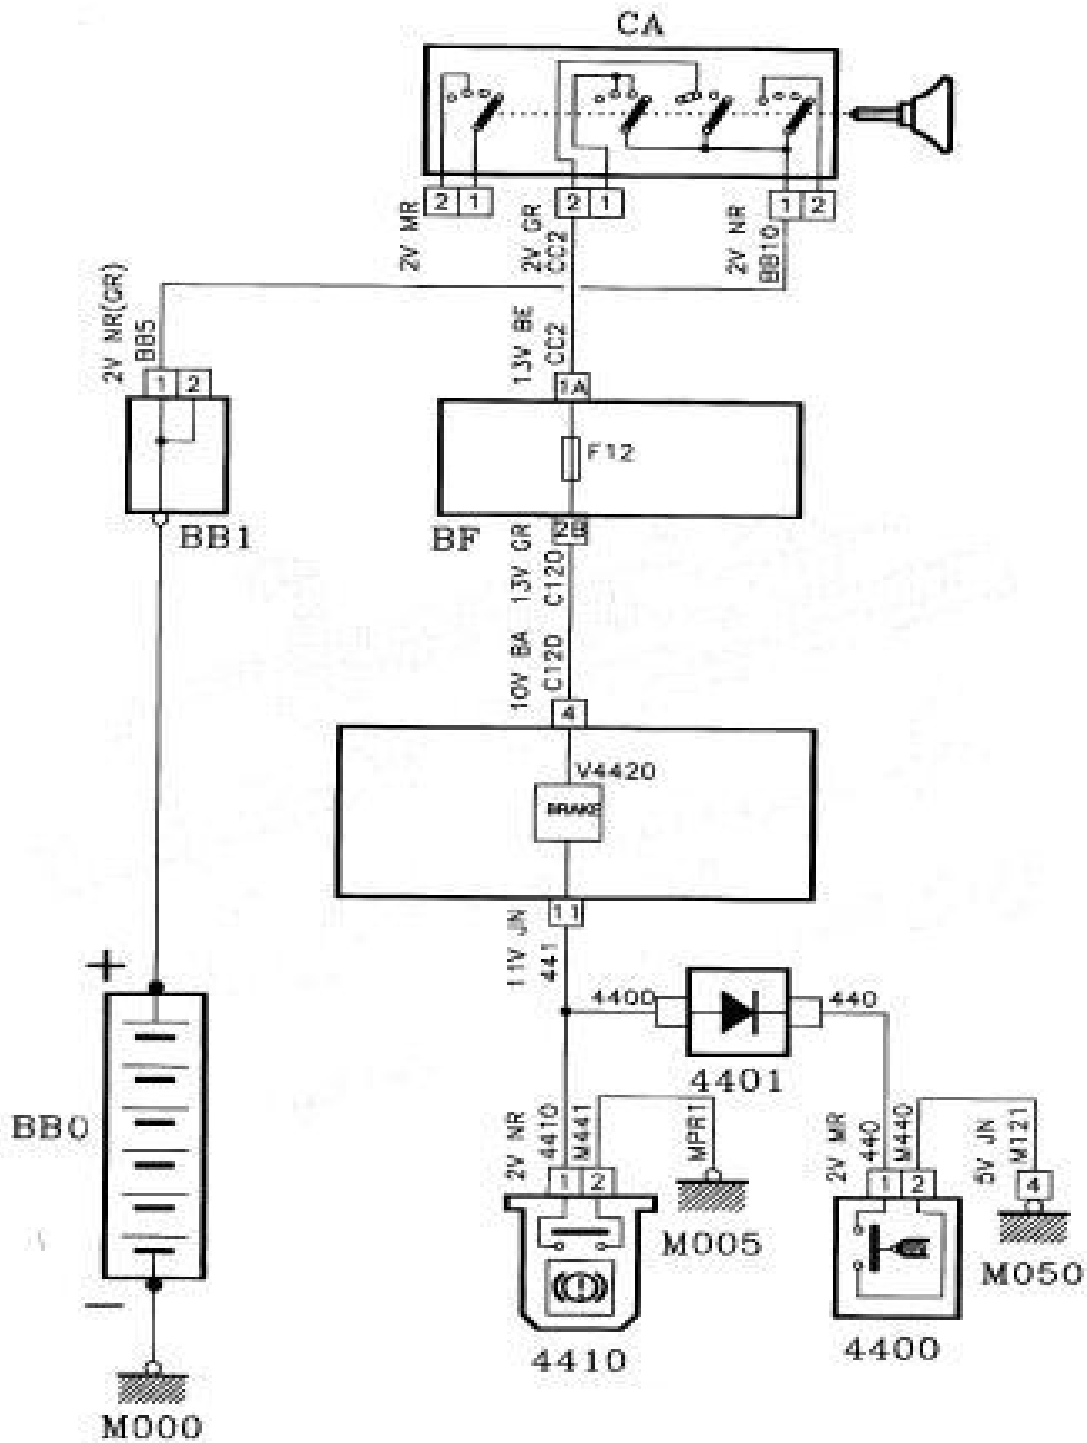 CA
2 1
2 1
1 2
2V MR
2V GR
CC2
2V NR
BB10
2V NR(GR)
BB5
13V BE
CC2
1 2
1A
F12
BB1
BF
2B
13V GR
C12D
10V BA
C12D
4
V4420
BRAKE
11
11V JN
441
+
4400
440
4401
BB0
2V NR
4410
M441
MPR1
2V MR
440
M440
5V JN
M121
1 2
1 2
4
M005
M050
−
4410
4400
M000